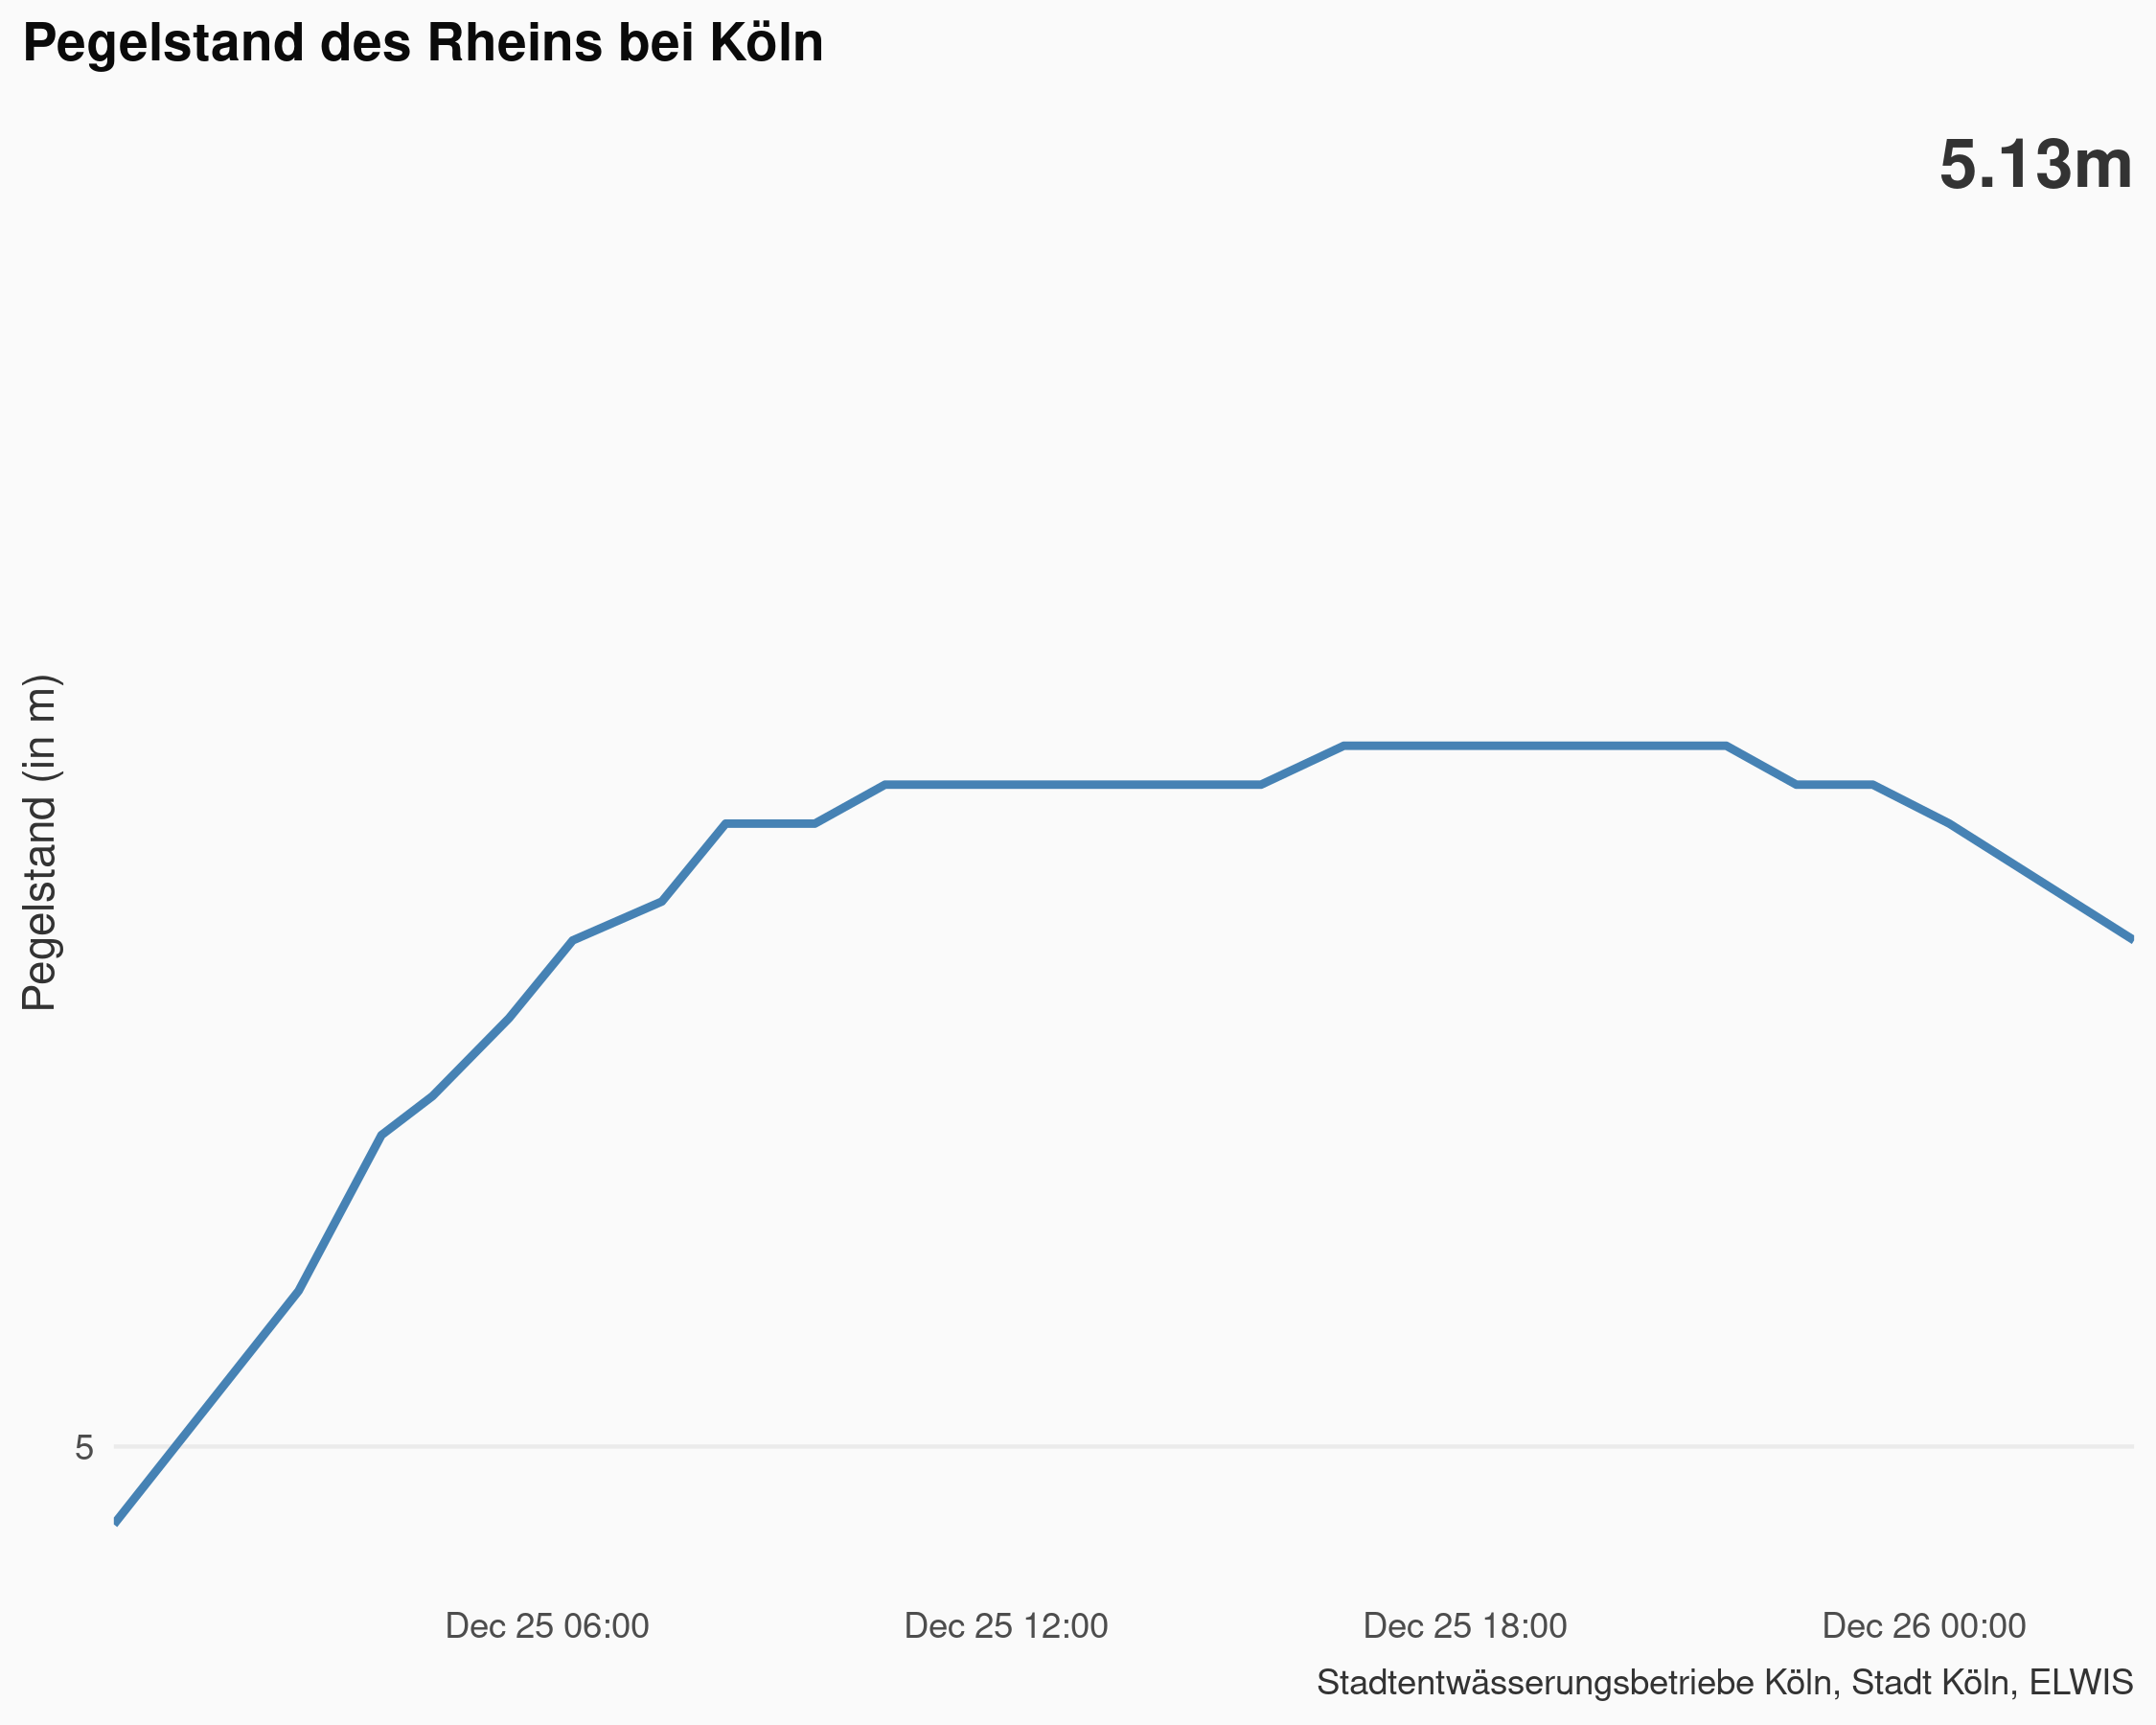 Pegelstand des Rheins bei Köln
5.13m
Pegelstand (in m)
5
Dec 25 06:00
Dec 25 12:00
Dec 25 18:00
Dec 26 00:00
Stadtentwässerungsbetriebe Köln, Stadt Köln, ELWIS